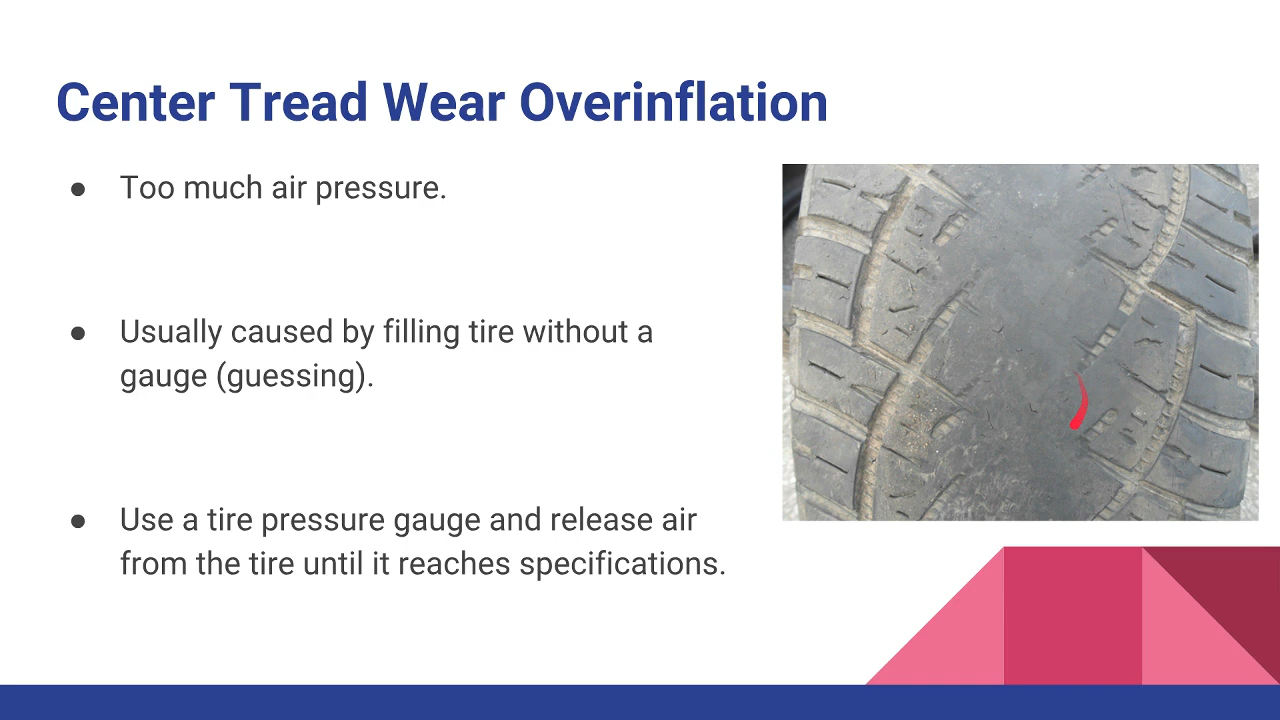 Center Tread Wear Overinflation
● Too much air pressure.
● Usually caused by filling tire without a
gauge (guessing).
● Use a tire pressure gauge and release air
from the tire until it reaches specifications.